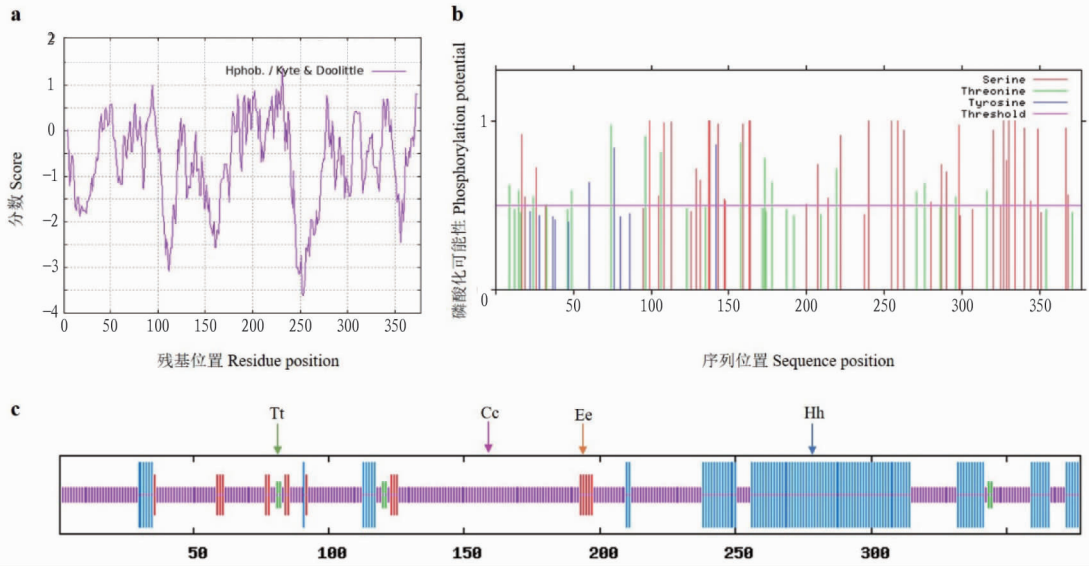 a
2
1
0
−1
−2
−3
−4
Hphob. / Kyte & Doolittle
0 50 100 150 200 250 300 350
分数 Score
残基位置 Residue position
b
磷酸化可能性 Phosphorylation potential
1
0
Serine
Threonine
Tyrosine
Threshold
50 100 150 200 250 300 350
序列位置 Sequence position
c
Tt Cc Ee Hh
50 100 150 200 250 300